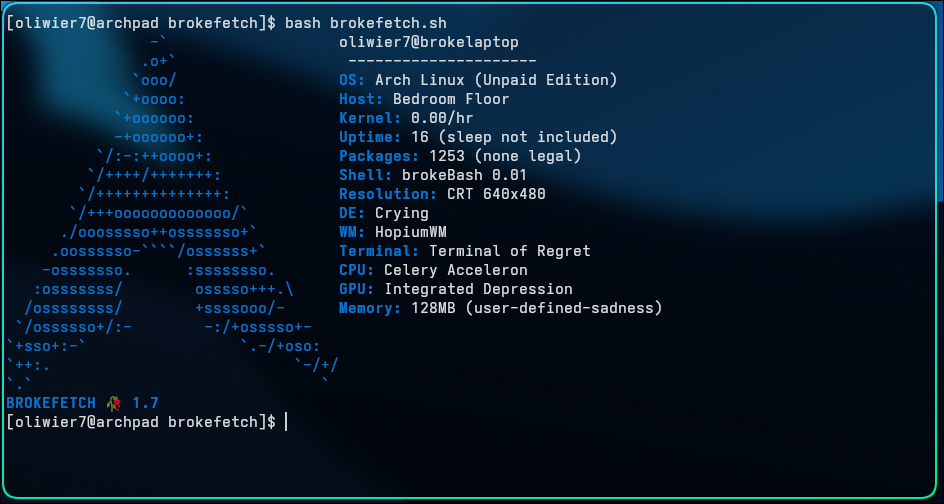 [oliwier7@archpad brokefetch]$ bash brokefetch.sh
                -`                    oliwier7@brokelaptop
               .o+`                    ---------------------
              `ooo/                   OS: Arch Linux (Unpaid Edition)
             `+oooo:                  Host: Bedroom Floor
            `+oooooo:                 Kernel: 0.00/hr
            -+oooooo+:                Uptime: 16 (sleep not included)
          `/:-:++oooo+:               Packages: 1253 (none legal)
         `/++++/+++++++:              Shell: brokeBash 0.01
        `/++++++++++++++:             Resolution: CRT 640x480
       `/+++ooooooooooooo/`           DE: Crying
      ./ooosssso++osssssso+`          WM: HopiumWM
     .oossssso-````/ossssss+`         Terminal: Terminal of Regret
    -osssssso.      :ssssssso.        CPU: Celery Acceleron
   :osssssss/        osssso+++.\      GPU: Integrated Depression
  /ossssssss/        +ssssooo/-       Memory: 128MB (user-defined-sadness)
 `/ossssso+/:-        -:/+osssso+-
`+sso+:-`                 `.-/+oso:
`++:.                           `-/+/
`.`                                `
BROKEFETCH 🥀 1.7
[oliwier7@archpad brokefetch]$